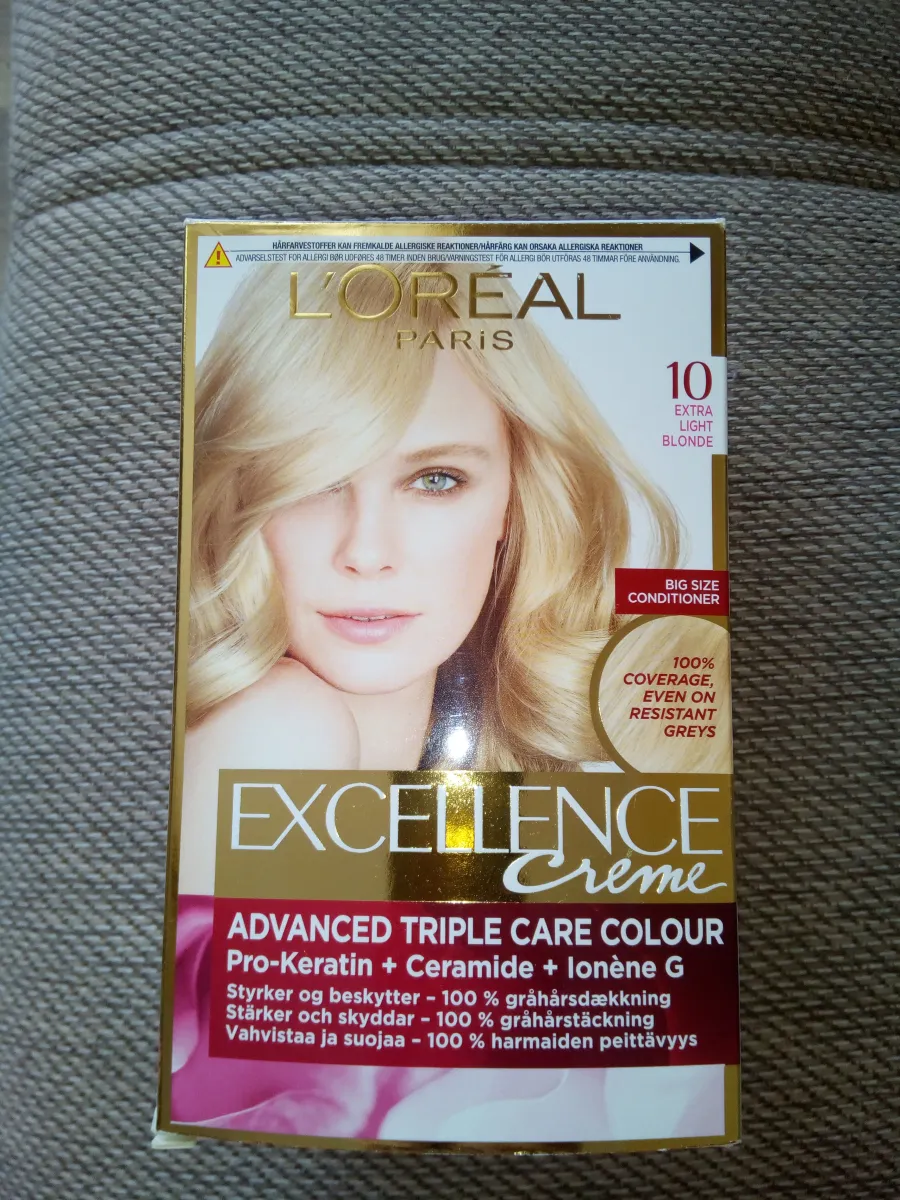 HÅRFARVESTOFFER KAN FREMKALDE ALLERGISKE REAKTIONER/HÅRFÄRG KAN ORSAKA ALLERGISKA REAKTIONER
ADVARSELSTEST FOR ALLERGI BØR UDFØRES 48 TIMER INDEN BRUG/VARNINGSTEST FÖR ALLERGI BÖR UTFÖRAS 48 TIMMAR FÖRE ANVÄNDNING.
L'ORÉAL
PARiS
10
EXTRA
LIGHT
BLONDE
BIG SIZE
CONDITIONER
100%
COVERAGE,
EVEN ON
RESISTANT
GREYS
EXCELLENCE
Crème
ADVANCED TRIPLE CARE COLOUR
Pro-Keratin + Ceramide + Ionène G
Styrker og beskytter – 100 % gråhårsdækkning
Stärker och skyddar – 100 % gråhårstäckning
Vahvistaa ja suojaa – 100 % harmaiden peittävyys